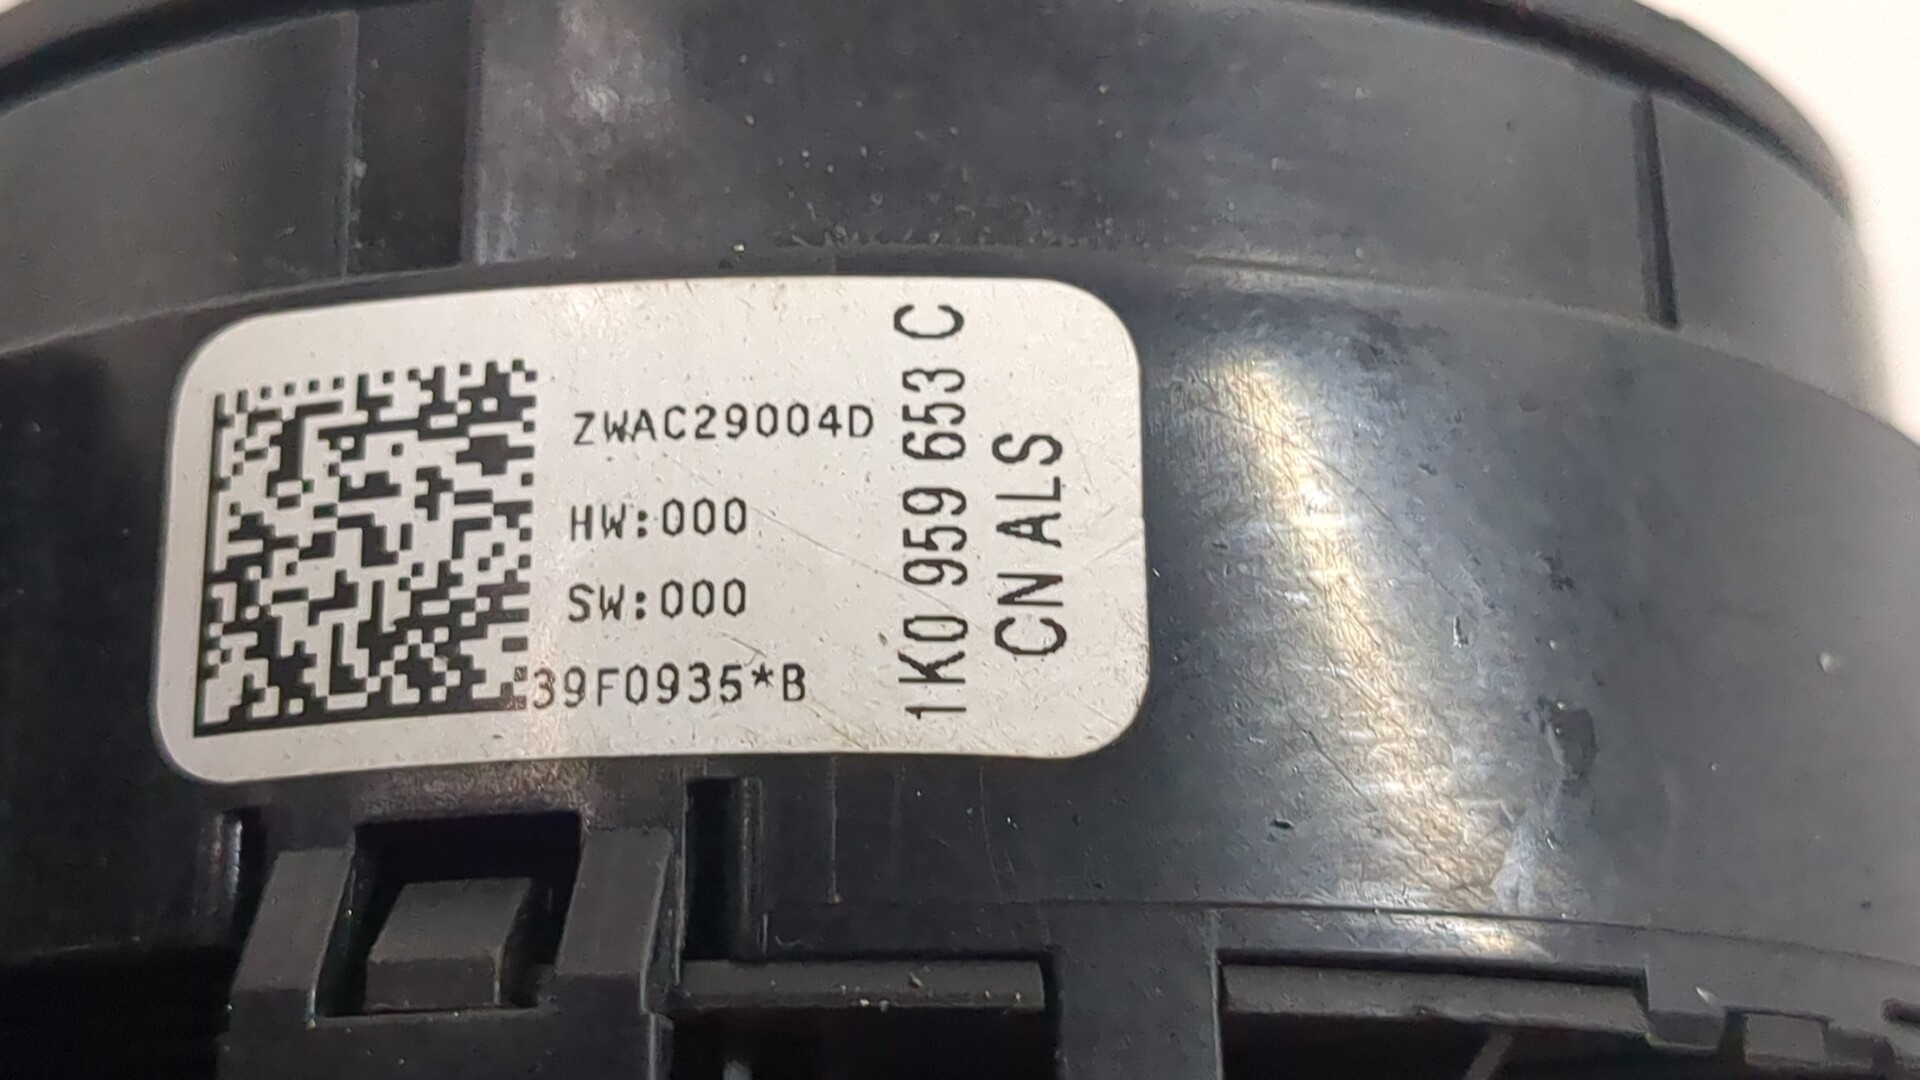 ZWAC29004D
HW:000
SW:000
39F0935*B
1K0 959 653 C
CN ALS